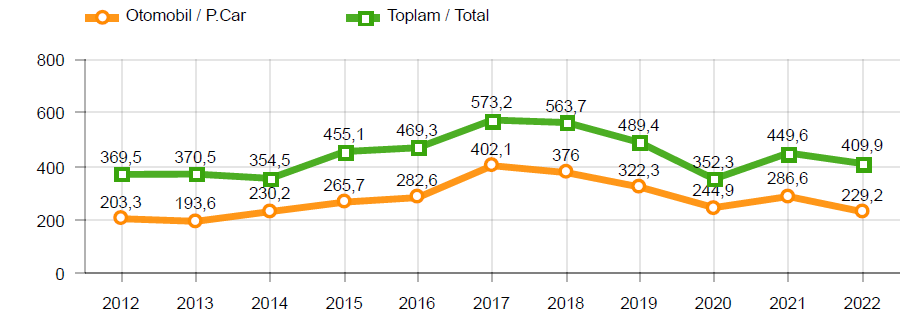 Otomobil / P.Car Toplam / Total
800
600
400
200
0
573,2 563,7
455,1 469,3 489,4 449,6
369,5 370,5 354,5 402,1 376 352,3 409,9
203,3 193,6 230,2 265,7 282,6 322,3 244,9 286,6 229,2
2012 2013 2014 2015 2016 2017 2018 2019 2020 2021 2022